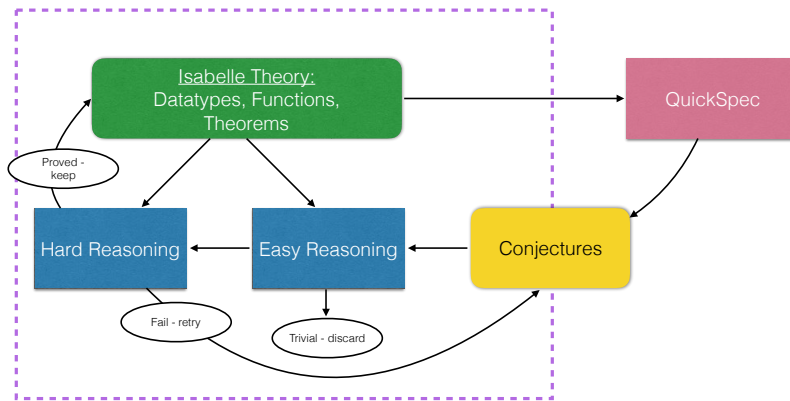 Isabelle Theory:
Datatypes, Functions,
Theorems
QuickSpec
Proved -
keep
Hard Reasoning
Easy Reasoning
Conjectures
Fail - retry
Trivial - discard